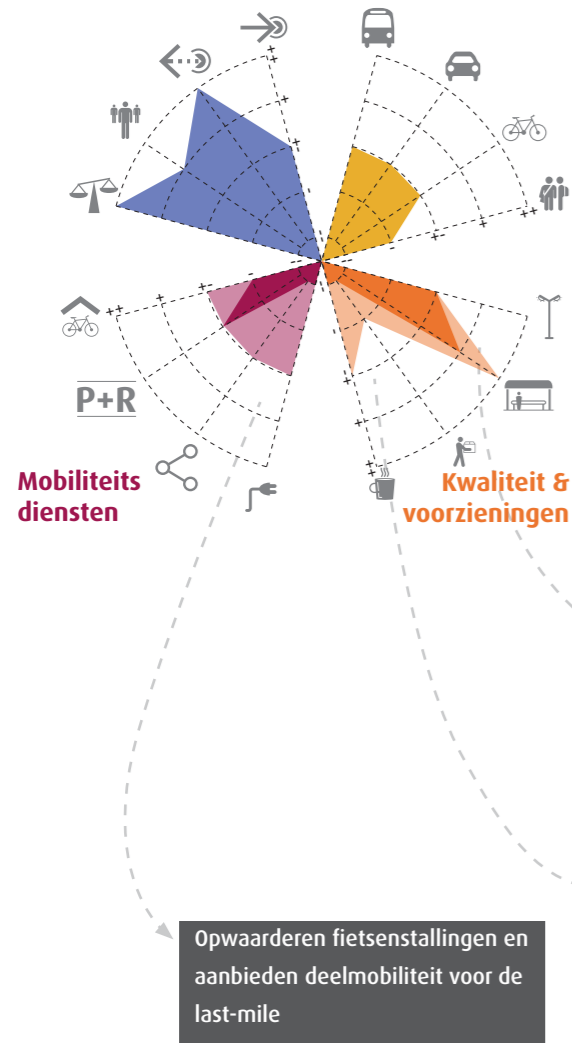 P+R
Mobiliteits
diensten
Kwaliteit &
voorzieningen
Opwaarderen fietsenstallingen en
aanbieden deelmobiliteit voor de
last-mile